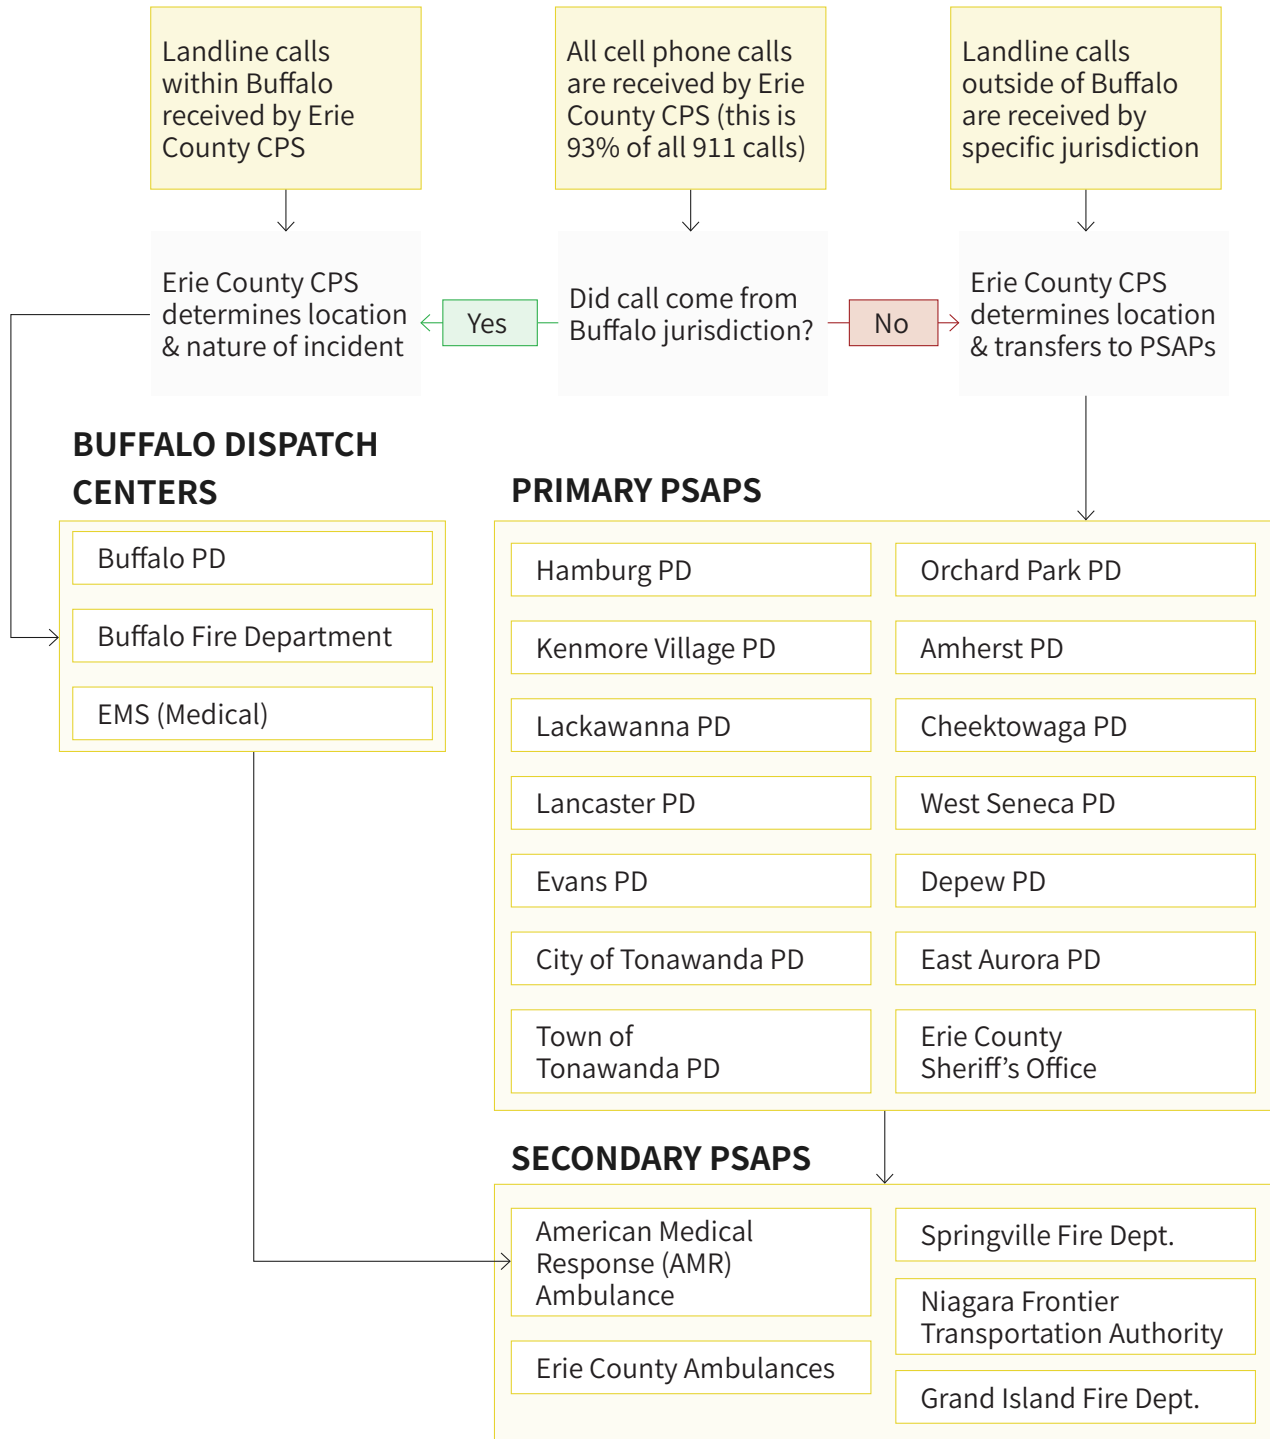 Landline calls
within Buffalo
received by Erie
County CPS
All cell phone calls
are received by Erie
County CPS (this is
93% of all 911 calls)
Landline calls
outside of Buffalo
are received by
specific jurisdiction
Erie County CPS
determines location
& nature of incident
Yes
Did call come from
Buffalo jurisdiction?
No
Erie County CPS
determines location
& transfers to PSAPs
BUFFALO DISPATCH
CENTERS
Buffalo PD
Buffalo Fire Department
EMS (Medical)
PRIMARY PSAPS
Hamburg PD
Kenmore Village PD
Lackawanna PD
Lancaster PD
Evans PD
City of Tonawanda PD
Town of
Tonawanda PD
Orchard Park PD
Amherst PD
Cheektowaga PD
West Seneca PD
Depew PD
East Aurora PD
Erie County
Sheriff’s Office
SECONDARY PSAPS
American Medical
Response (AMR)
Ambulance
Erie County Ambulances
Springville Fire Dept.
Niagara Frontier
Transportation Authority
Grand Island Fire Dept.